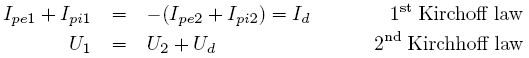 I_{pe1} + I_{pi1} = -(I_{pe2} + I_{pi2}) = I_d 1^{st} Kirchoff law
U_1 = U_2 + U_d 2^{nd} Kirchhoff law